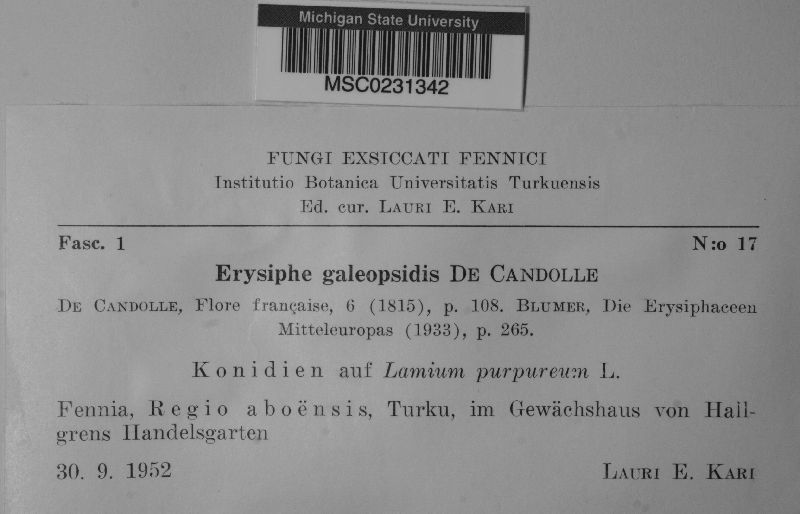 Michigan State University
MSC0231342
FUNGI EXSICCATI FENNICI
Institutio Botanica Universitatis Turkuensis
Ed. cur. LAURI E. KARI
Fasc. 1 N:o 17
Erysiphe galeopsidis DE CANDOLLE
DE CANDOLLE, Flore française, 6 (1815), p. 108. BLUMER, Die Erysiphaceen
Mitteleuropas (1933), p. 265.
Konidien auf Lamium purpureum L.
Fennia, Regio aboënsis, Turku, im Gewächshaus von Hall-
grens Handelsgarten
30. 9. 1952 LAURI E. KARI